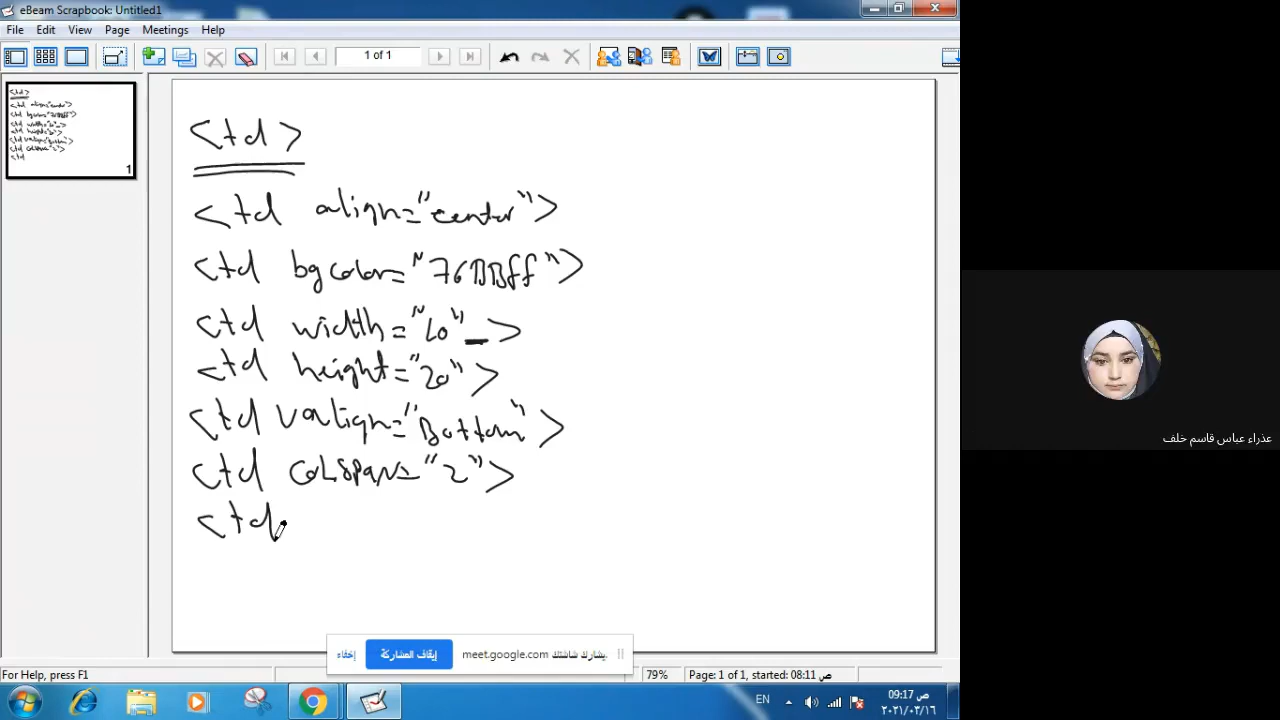 eBeam Scrapbook: Untitled1
File Edit View Page Meetings Help
1 of 1
<td>
<td align="center">
<td bgcolor="76BBff">
<td width="20" >
<td height="20">
<td valign="Bottom">
<td colspan="2">
<td
1
عذراء عباس قاسم خلف
يشارك شاشتك meet.google.com
إيقاف المشاركة
إخفاء
For Help, press F1
79%
Page: 1 of 1, started: 08:11 ص
EN
09:17 ص
٢٠٢١/٠٣/١٦